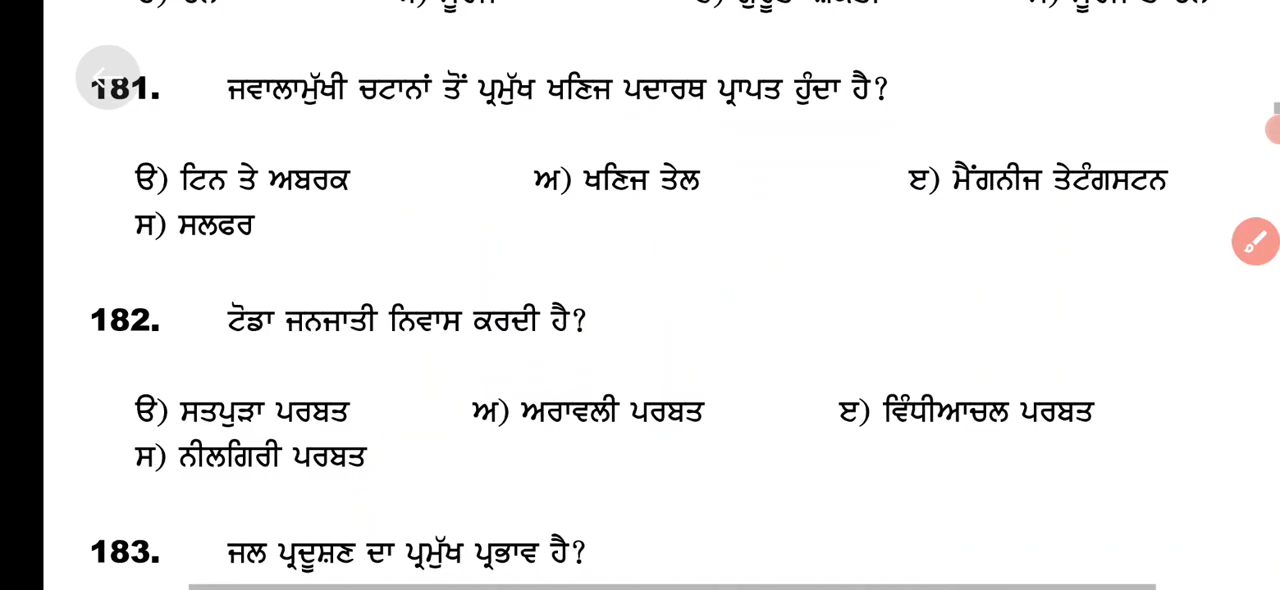 181. ਜਵਾਲਾਮੁੱਖੀ ਚਟਾਨਾਂ ਤੋਂ ਪ੍ਰਮੁੱਖ ਖਣਿਜ ਪਦਾਰਥ ਪ੍ਰਾਪਤ ਹੁੰਦਾ ਹੈ?
ੳ) ਟਿਨ ਤੇ ਅਬਰਕ ਅ) ਖਣਿਜ ਤੇਲ ੲ) ਮੈਂਗਨੀਜ ਤੇਟੰਗਸਟਨ
ਸ) ਸਲਫਰ
182. ਟੋਡਾ ਜਨਜਾਤੀ ਨਿਵਾਸ ਕਰਦੀ ਹੈ?
ੳ) ਸਤਪੁੜਾ ਪਰਬਤ ਅ) ਅਰਾਵਲੀ ਪਰਬਤ ੲ) ਵਿੰਧੀਆਚਲ ਪਰਬਤ
ਸ) ਨੀਲਗਿਰੀ ਪਰਬਤ
183. ਜਲ ਪ੍ਰਦੂਸ਼ਣ ਦਾ ਪ੍ਰਮੁੱਖ ਪ੍ਰਭਾਵ ਹੈ?